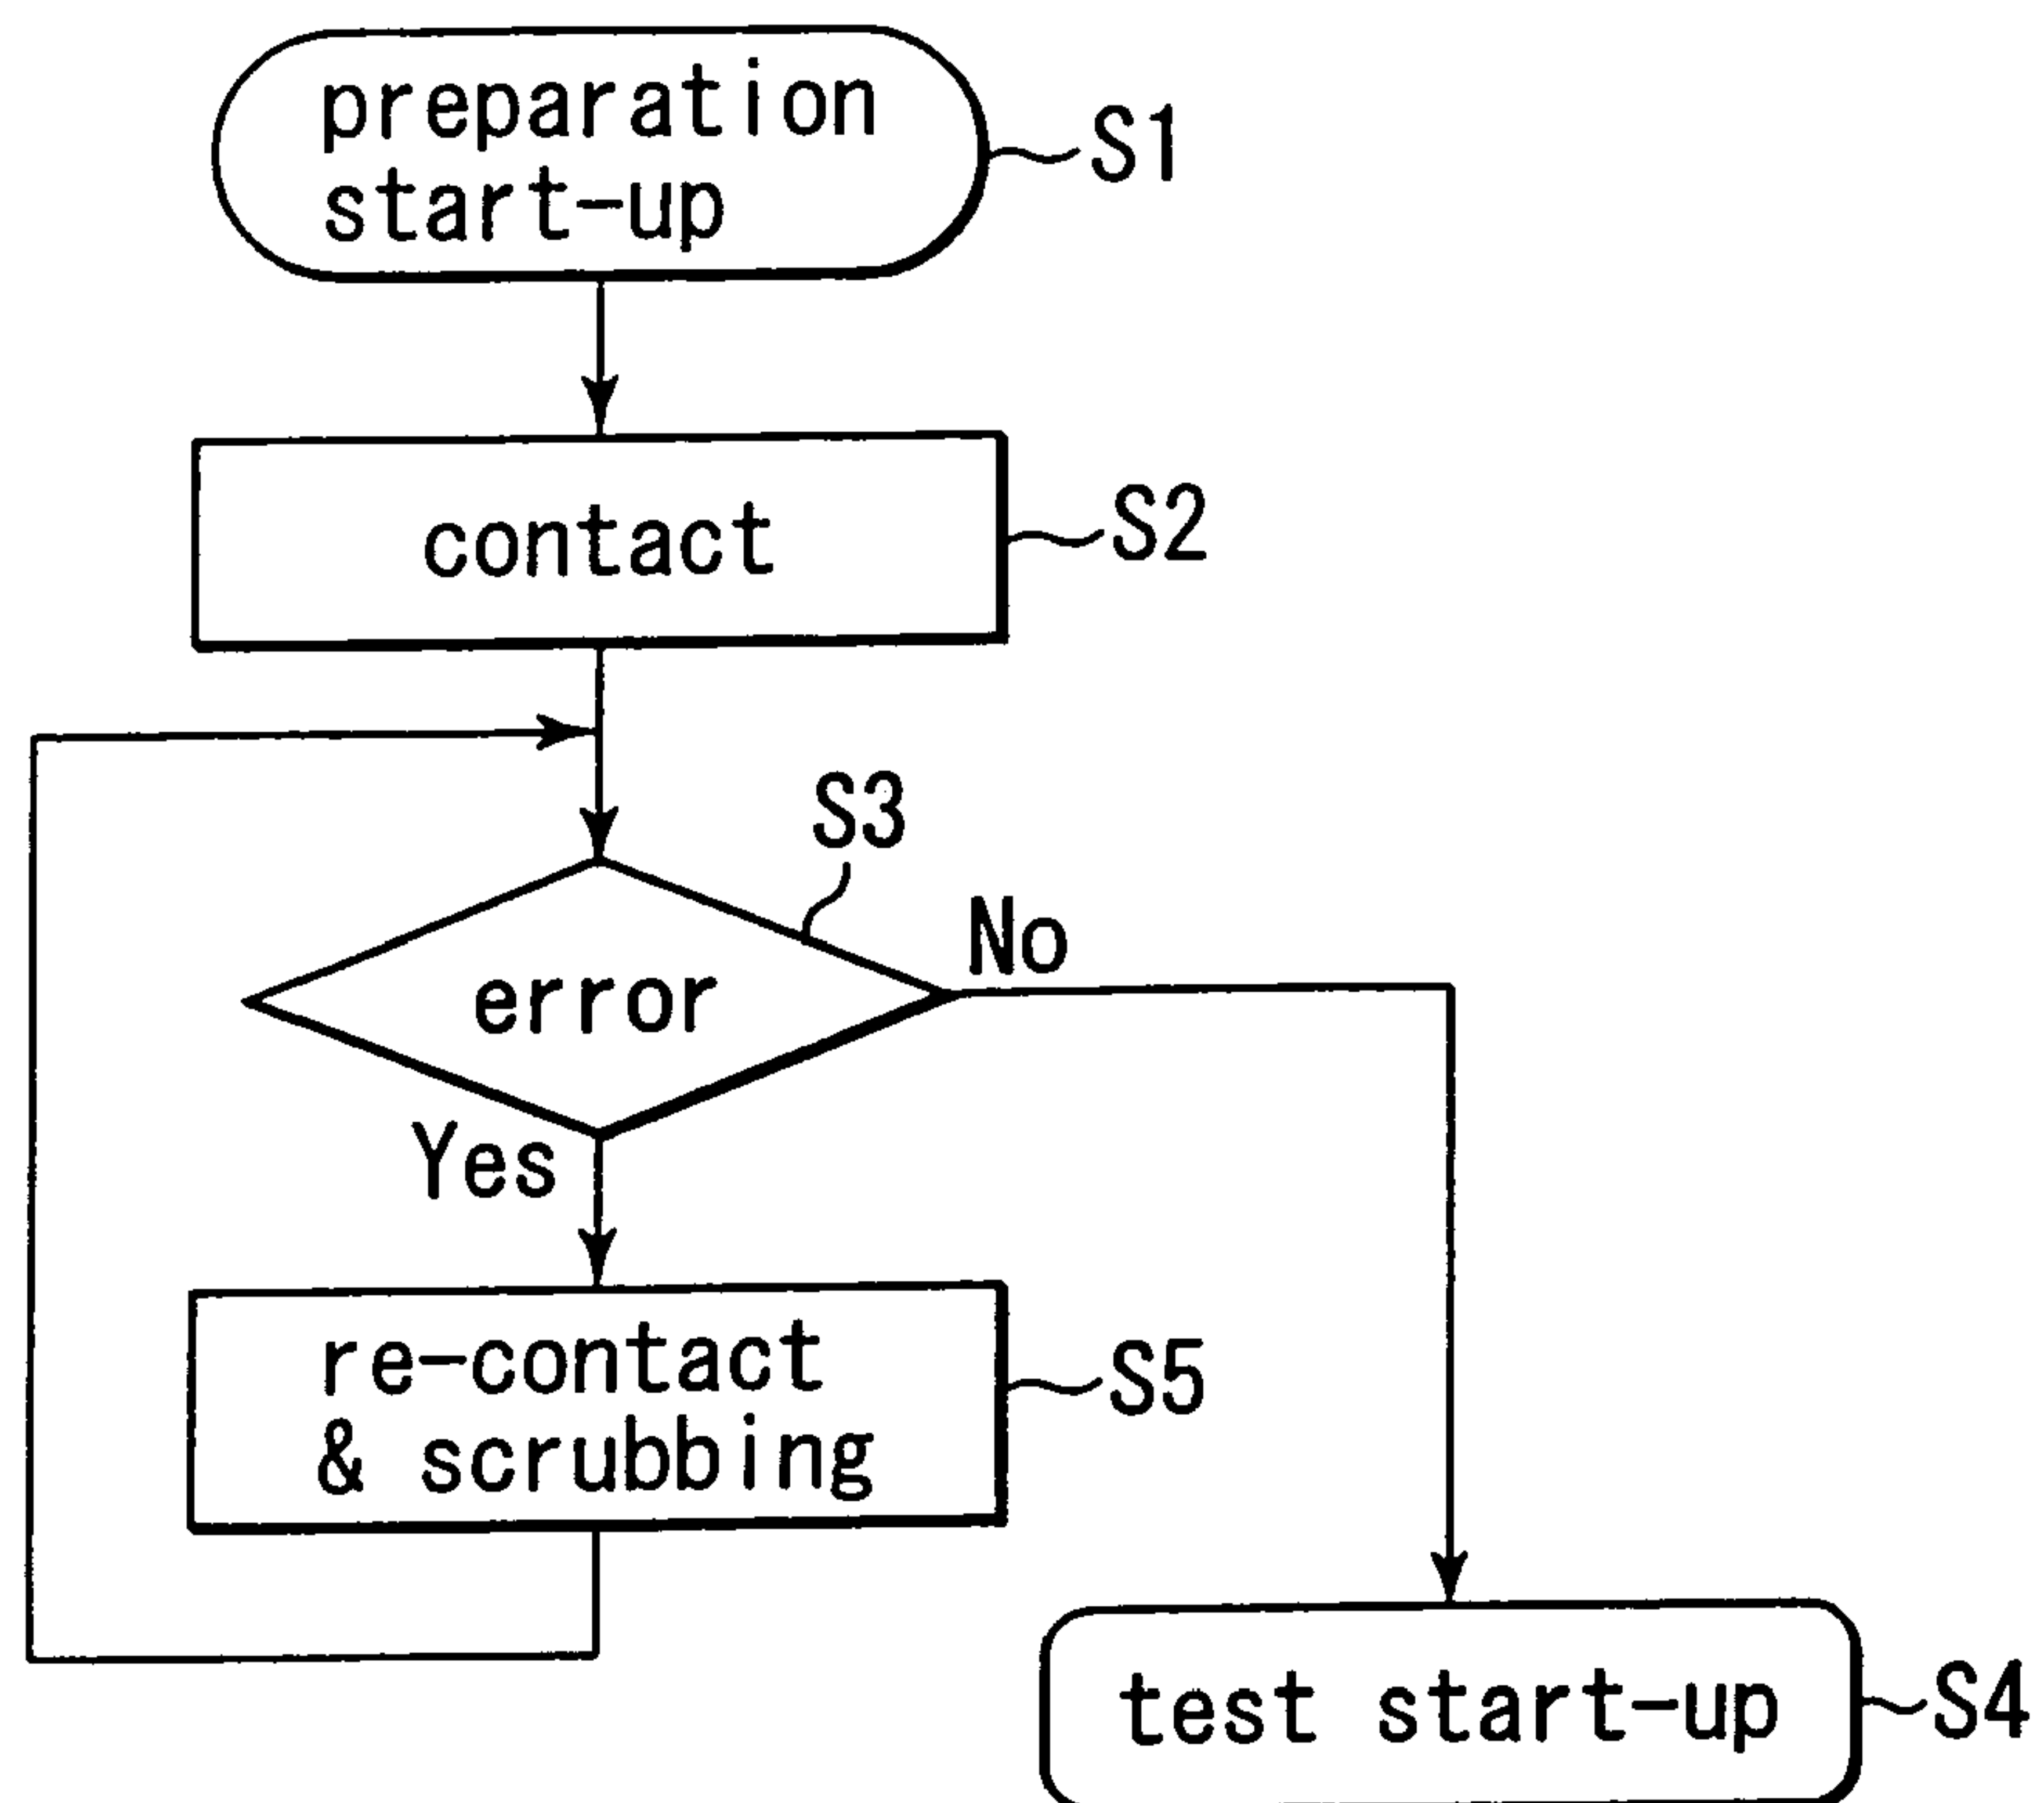 preparation
start-up
S1
contact
S2
S3
No
error
Yes
re-contact
& scrubbing
S5
test start-up
S4